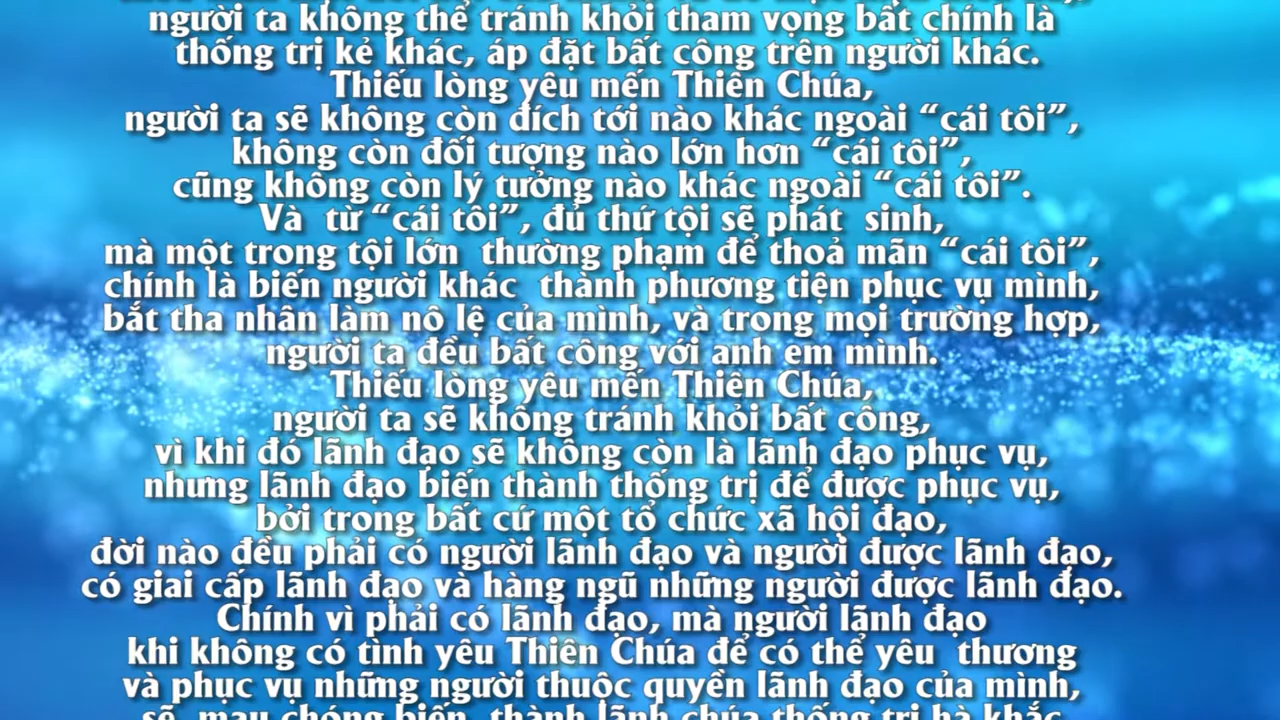 người ta không thể tránh khỏi tham vọng bất chính là
thống trị kẻ khác, áp đặt bất công trên người khác.
Thiếu lòng yêu mến Thiên Chúa,
người ta sẽ không còn đích tới nào khác ngoài “cái tôi”,
không còn đối tượng nào lớn hơn “cái tôi”,
cũng không còn lý tưởng nào khác ngoài “cái tôi”.
Và từ “cái tôi”, đủ thứ tội sẽ phát sinh,
mà một trong tội lớn thường phạm để thoả mãn “cái tôi”,
chính là biến người khác thành phương tiện phục vụ mình,
bắt tha nhân làm nô lệ của mình, và trong mọi trường hợp,
người ta đều bất công với anh em mình.
Thiếu lòng yêu mến Thiên Chúa,
người ta sẽ không tránh khỏi bất công,
vì khi đó lãnh đạo sẽ không còn là lãnh đạo phục vụ,
nhưng lãnh đạo biến thành thống trị để được phục vụ,
bởi trong bất cứ một tổ chức xã hội đạo,
đời nào đều phải có người lãnh đạo và người được lãnh đạo,
có giai cấp lãnh đạo và hàng ngũ những người được lãnh đạo.
Chính vì phải có lãnh đạo, mà người lãnh đạo
khi không có tình yêu Thiên Chúa để có thể yêu thương
và phục vụ những người thuộc quyền lãnh đạo của mình,
sẽ mau chóng biến thành lãnh chúa thống trị hà khắc